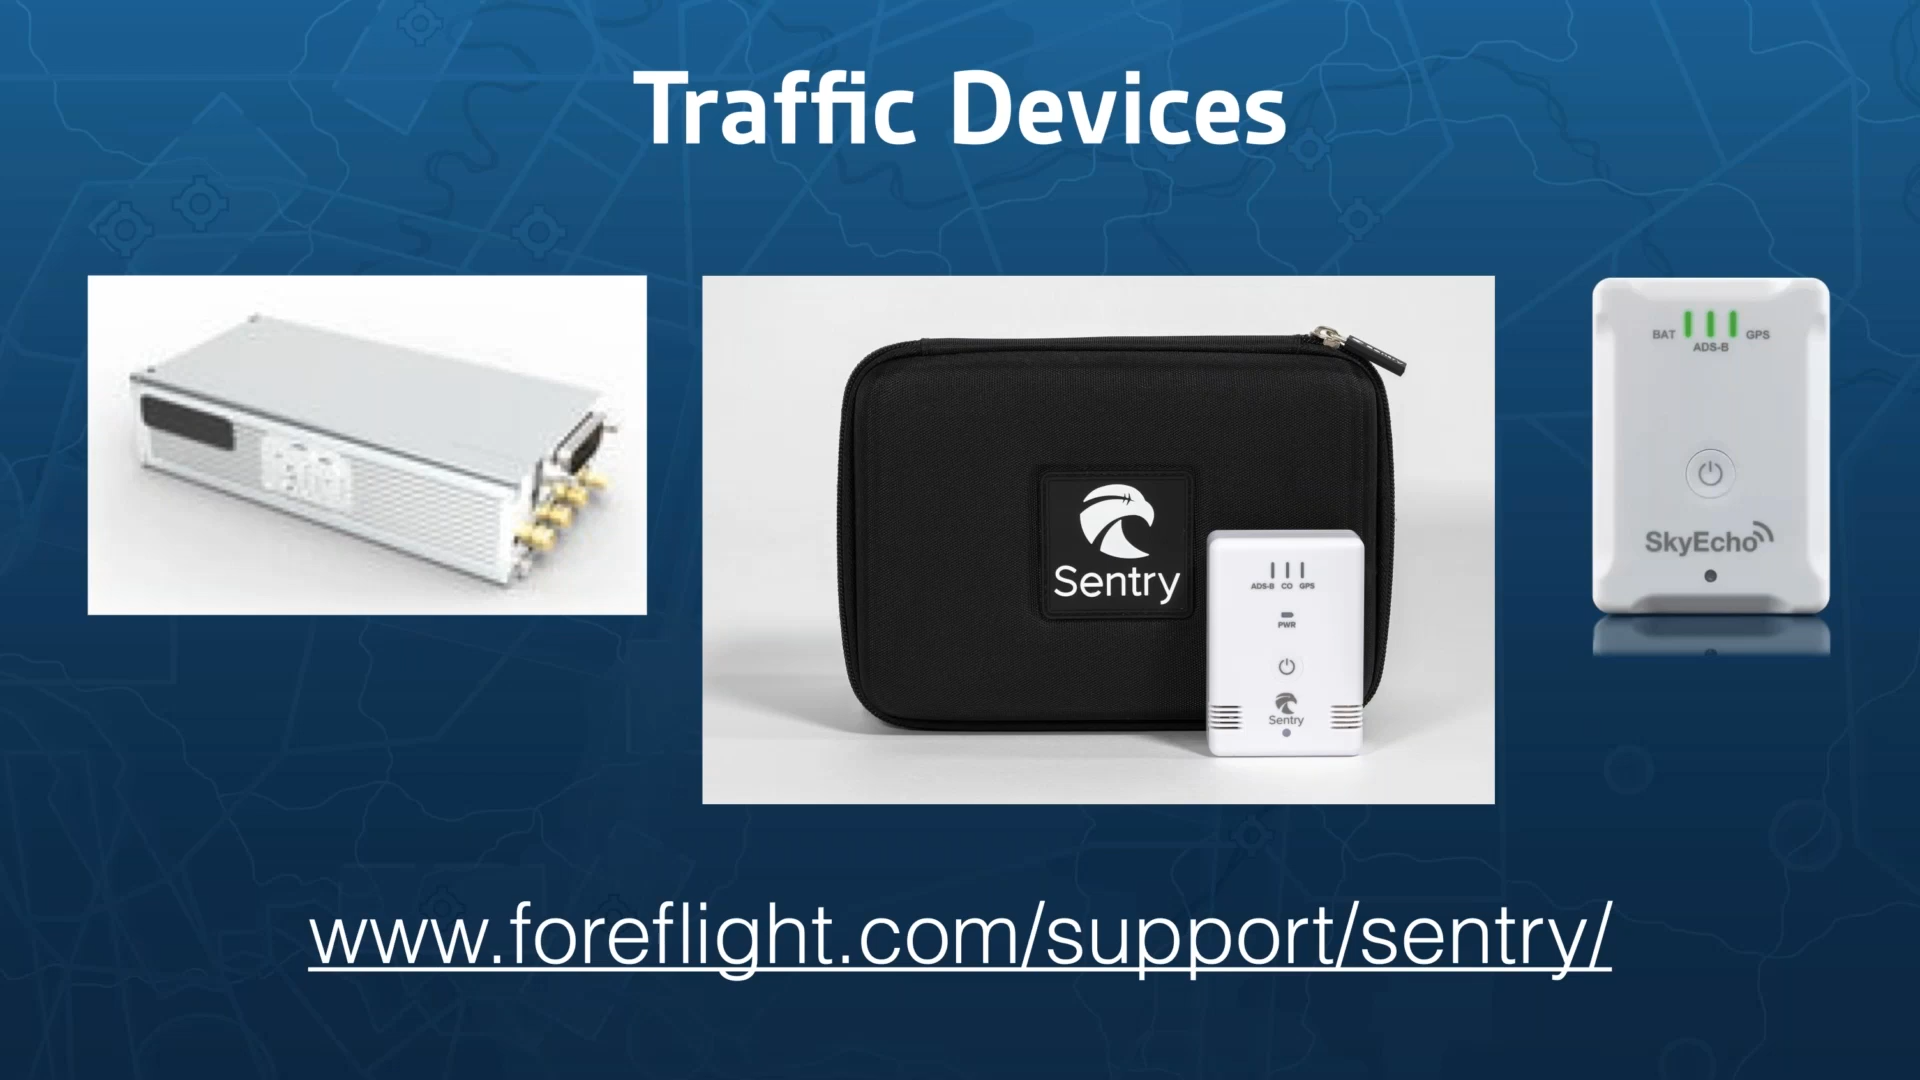 Traffic Devices
Sentry
ADS-B CO GPS
PWR
Sentry
BAT GPS
ADS-B
SkyEcho
www.foreflight.com/support/sentry/